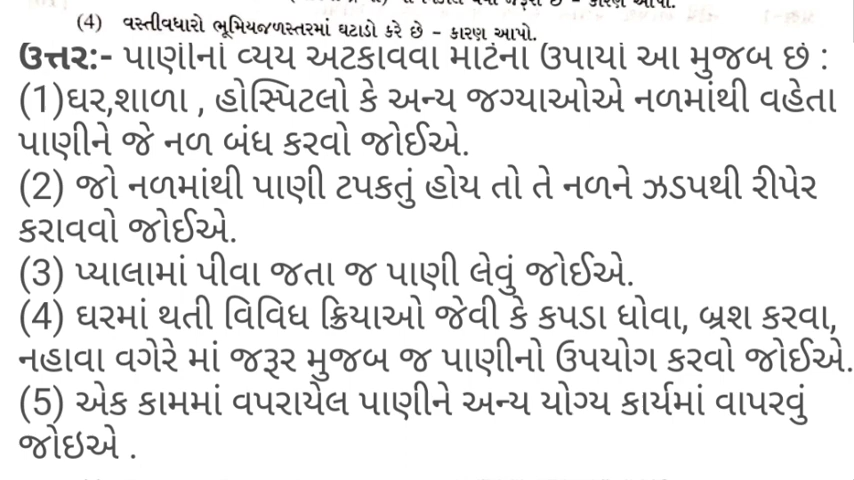 કારણ આપો.
(4) વસ્તીવધારો ભૂમિયજળસ્તરમાં ઘટાડો કરે છે – કારણ આપો.
ઉત્તર:- પાણીનો વ્યય અટકાવવા માટેના ઉપાયો આ મુજબ છે :
(1)ઘર,શાળા , હોસ્પિટલો કે અન્ય જગ્યાઓએ નળમાંથી વહેતા
પાણીને જે નળ બંધ કરવો જોઈએ.
(2) જો નળમાંથી પાણી ટપકતું હોય તો તે નળને ઝડપથી રીપેર
કરાવવો જોઈએ.
(3) પ્યાલામાં પીવા જતા જ પાણી લેવું જોઈએ.
(4) ઘરમાં થતી વિવિધ ક્રિયાઓ જેવી કે કપડા ધોવા, બ્રશ કરવા,
નહાવા વગેરે માં જરૂર મુજબ જ પાણીનો ઉપયોગ કરવો જોઈએ.
(5) એક કામમાં વપરાયેલ પાણીને અન્ય યોગ્ય કાર્યમાં વાપરવું
જોઇએ .